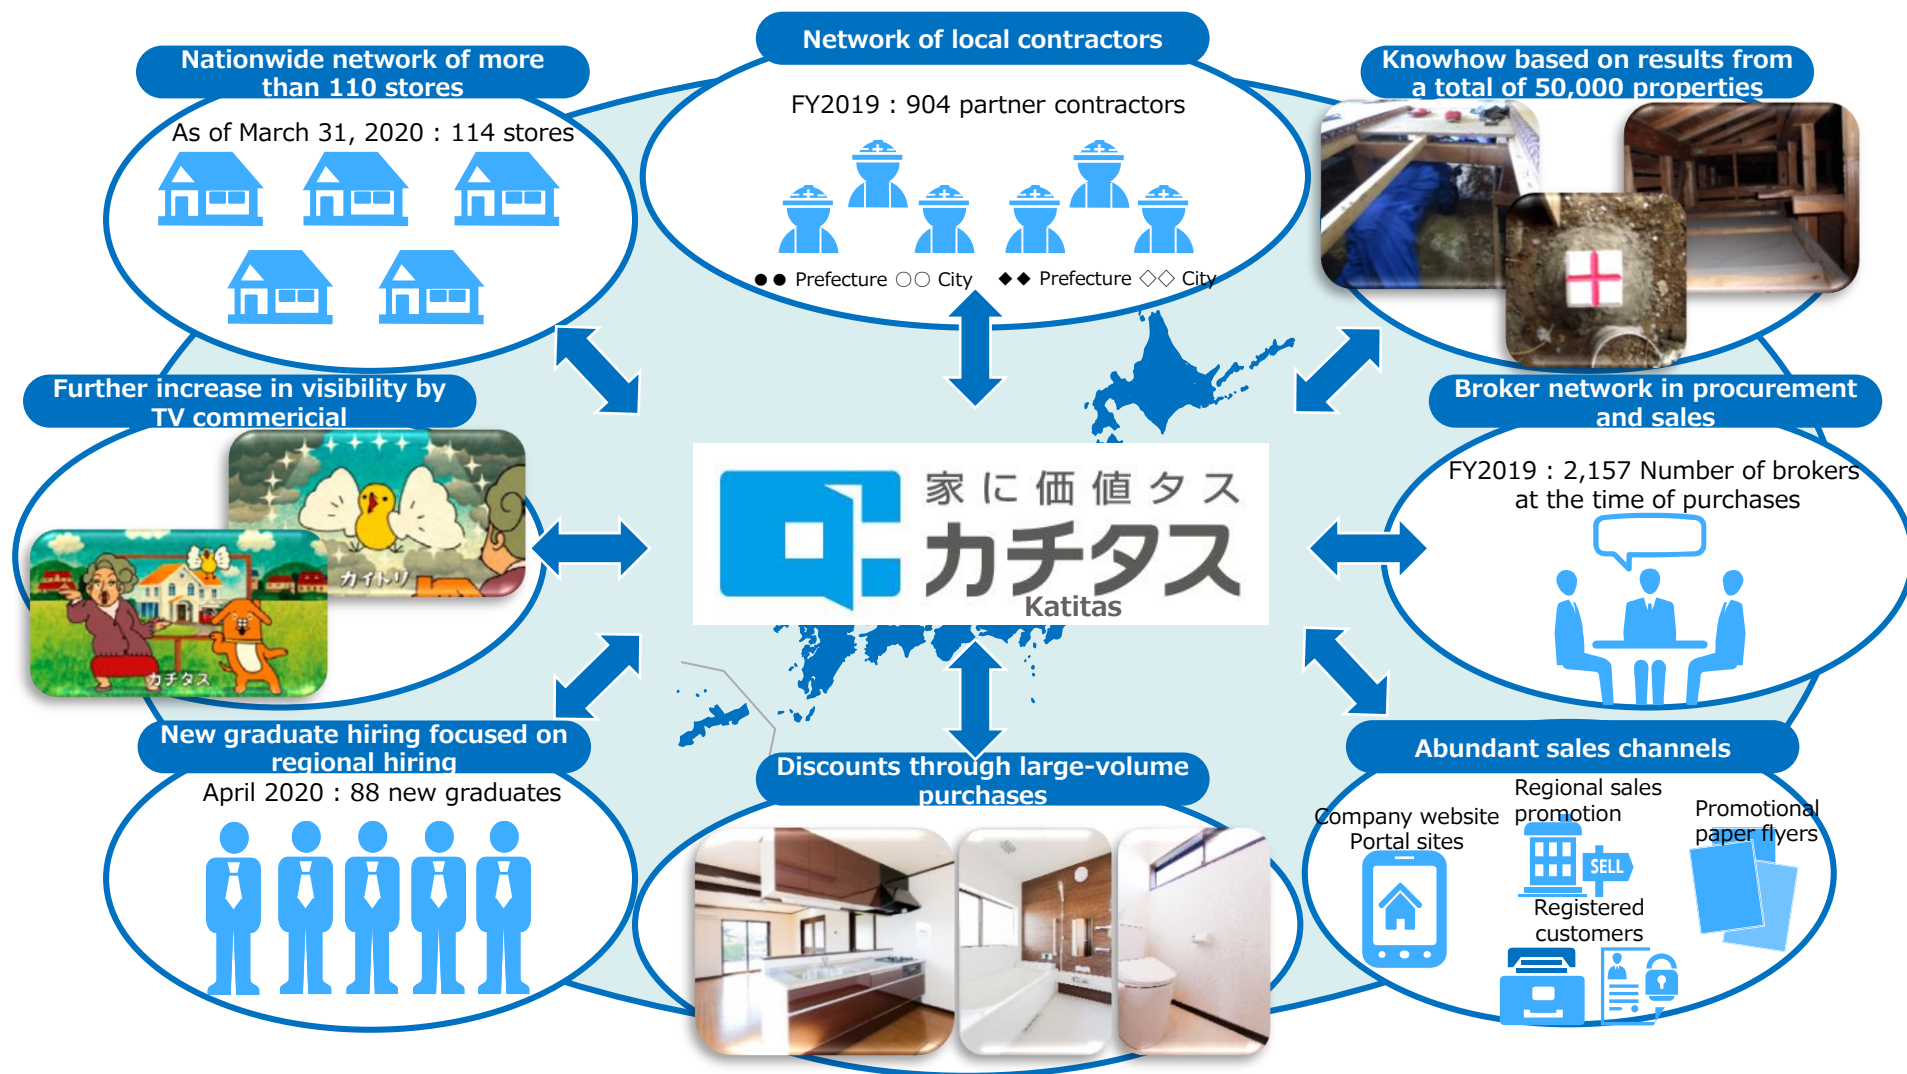 Network of local contractors
FY2019 : 904 partner contractors
●● Prefecture ○○ City ◆◆ Prefecture ◇◇ City
Nationwide network of more
than 110 stores
As of March 31, 2020 : 114 stores
Knowhow based on results from
a total of 50,000 properties
Further increase in visibility by
TV commericial
カイトリ
カチタス
家に価値タス
カチタス
Katitas
Broker network in procurement
and sales
FY2019 : 2,157 Number of brokers
at the time of purchases
New graduate hiring focused on
regional hiring
April 2020 : 88 new graduates
Discounts through large-volume
purchases
Abundant sales channels
Company website
Portal sites
Regional sales
promotion
SELL
Promotional
paper flyers
Registered
customers